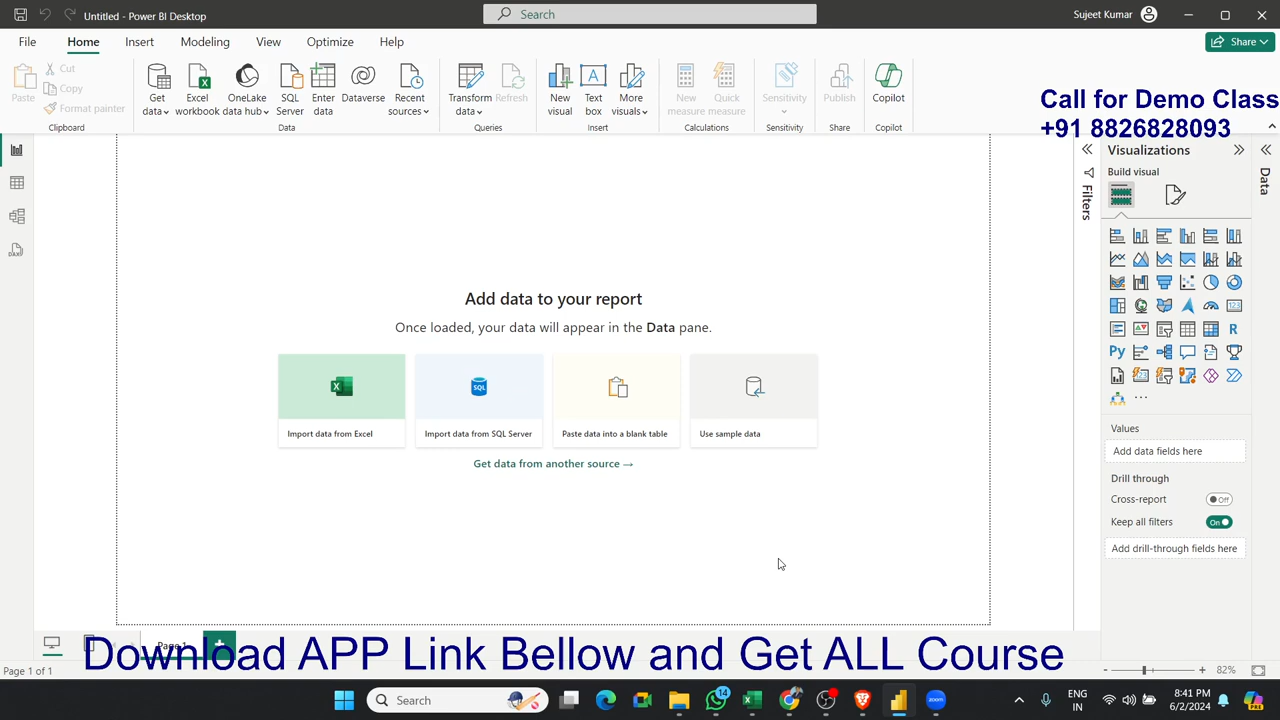 Untitled - Power BI Desktop
Search
Sujeet Kumar
File
Home
Insert
Modeling
View
Optimize
Help
Share
Paste
Cut
Copy
Format painter
Clipboard
Get data
Excel workbook
OneLake data hub
SQL Server
Enter data
Dataverse
Recent sources
Data
Transform data
Refresh
Queries
New visual
Text box
More visuals
Insert
New measure
Quick measure
Calculations
Sensitivity
Sensitivity
Publish
Share
Copilot
Copilot
Call for Demo Class
+91 8826828093
Filters
Visualizations
Data
Build visual
Add data to your report
Once loaded, your data will appear in the Data pane.
Import data from Excel
Import data from SQL Server
Paste data into a blank table
Use sample data
Get data from another source →
Values
Add data fields here
Drill through
Cross-report
Off
Keep all filters
On
Add drill-through fields here
Page 1
Download APP Link Bellow and Get ALL Course
Page 1 of 1
82%
Search
14
zoom
ENG
IN
8:41 PM
6/2/2024